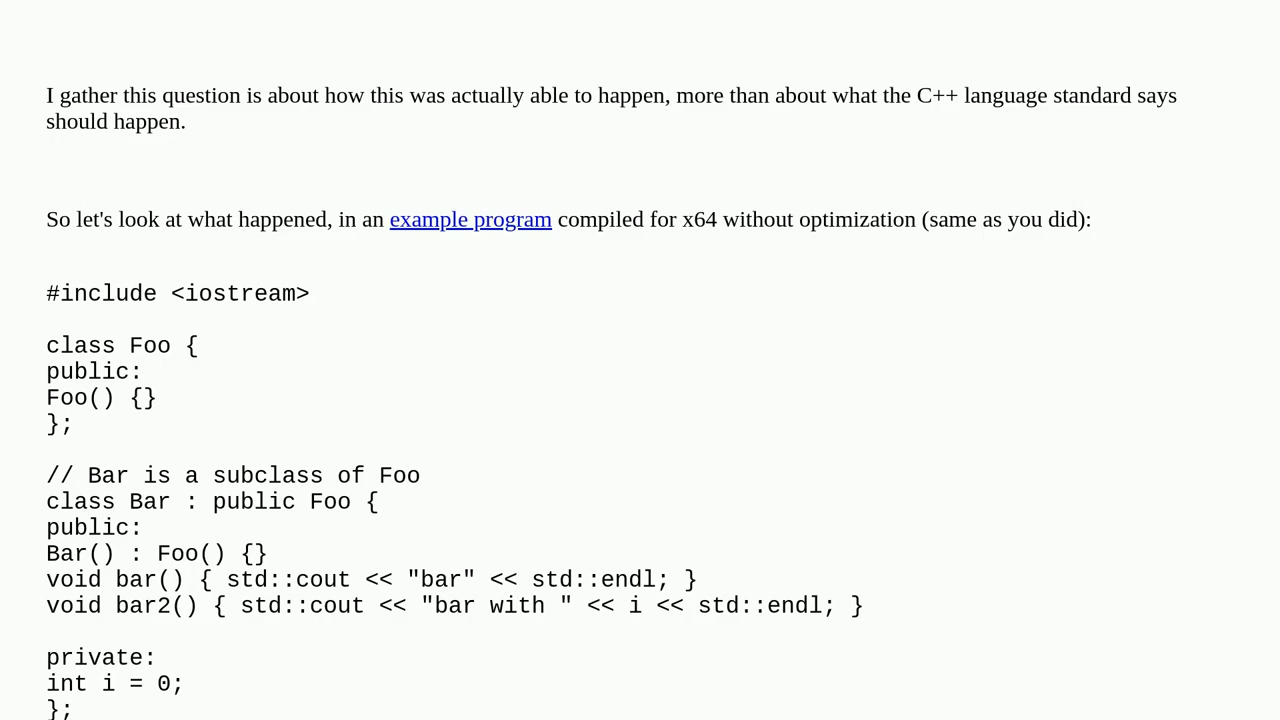 I gather this question is about how this was actually able to happen, more than about what the C++ language standard says
should happen.
So let's look at what happened, in an example program compiled for x64 without optimization (same as you did):
#include <iostream>
class Foo {
public:
Foo() {}
};
// Bar is a subclass of Foo
class Bar : public Foo {
public:
Bar() : Foo() {}
void bar() { std::cout << "bar" << std::endl; }
void bar2() { std::cout << "bar with " << i << std::endl; }
private:
int i = 0;
};